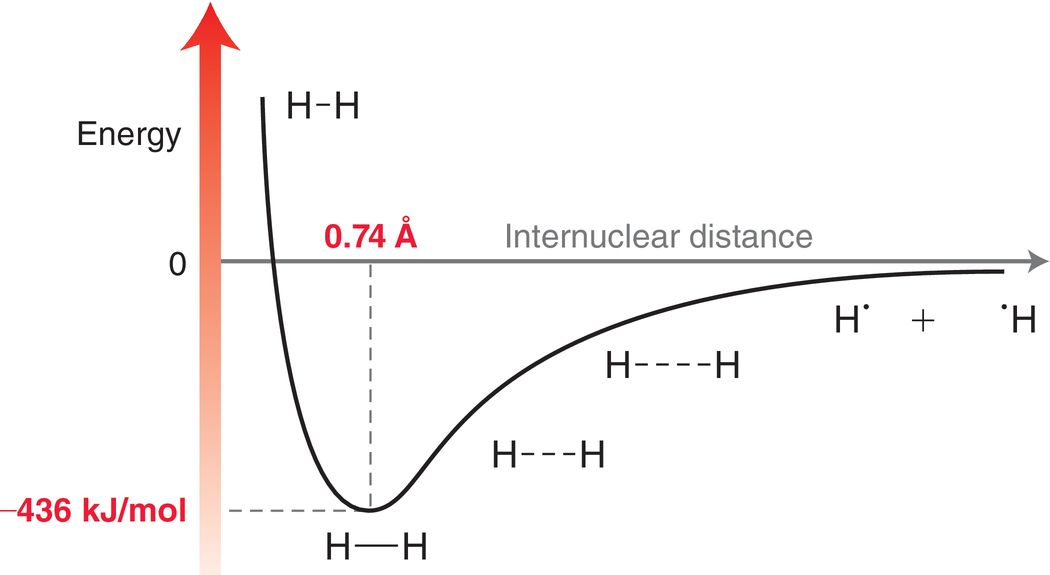 H–H
Energy
0.74 Å
Internuclear distance
0
H· + ·H
H----H
H---H
–436 kJ/mol
H—H